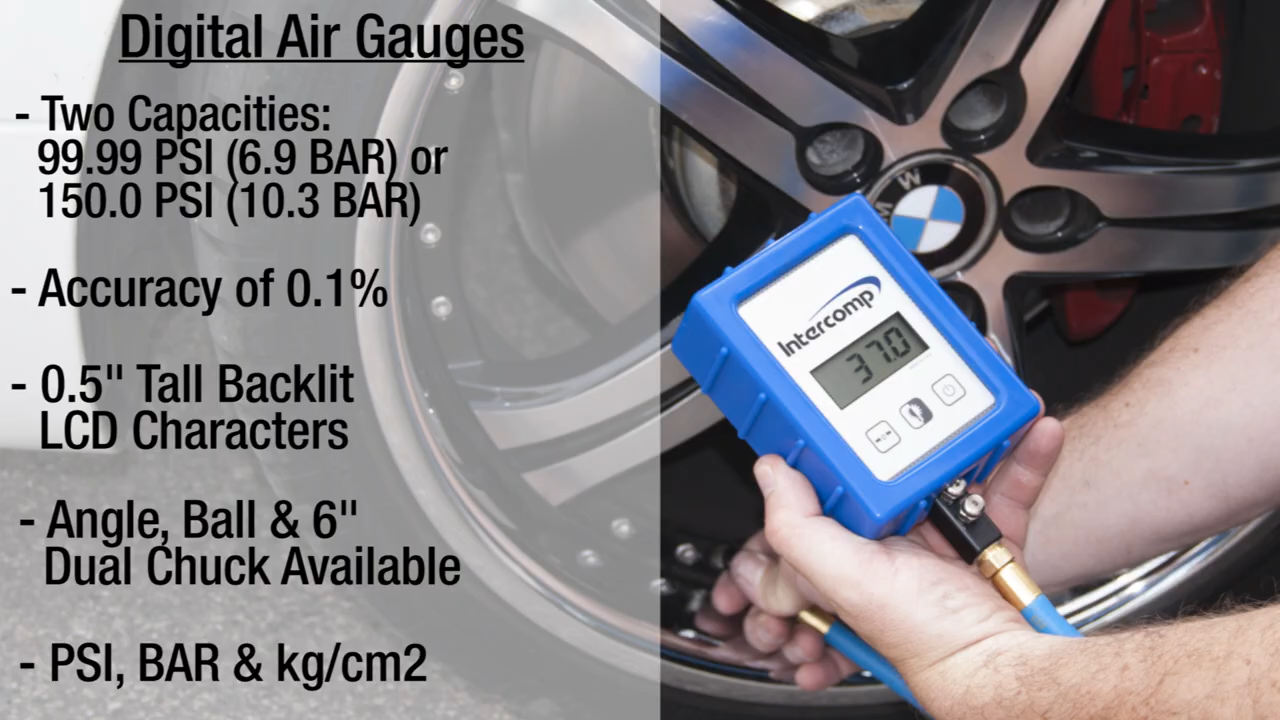 Digital Air Gauges
- Two Capacities:
99.99 PSI (6.9 BAR) or
150.0 PSI (10.3 BAR)
- Accuracy of 0.1%
- 0.5" Tall Backlit
LCD Characters
- Angle, Ball & 6"
Dual Chuck Available
- PSI, BAR & kg/cm2
M W
Intercomp
37.0